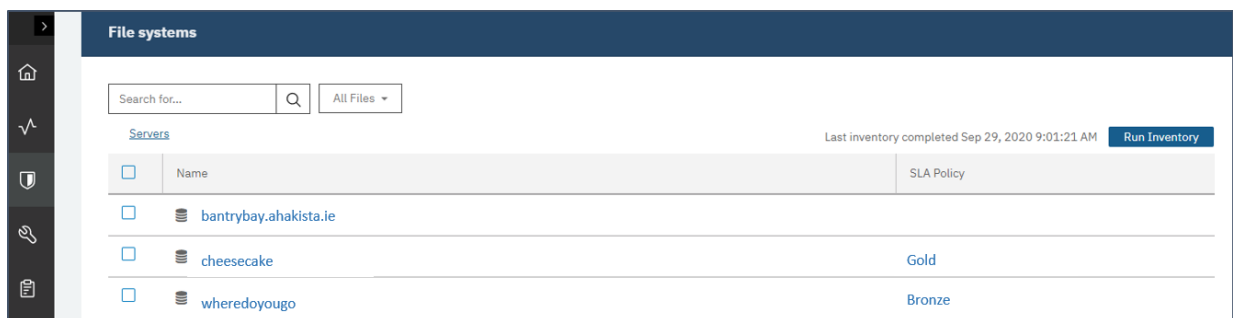 File systems
Search for...
All Files
Servers
Last inventory completed Sep 29, 2020 9:01:21 AM
Run Inventory
Name
SLA Policy
bantrybay.ahakista.ie
cheesecake
Gold
wheredoyougo
Bronze